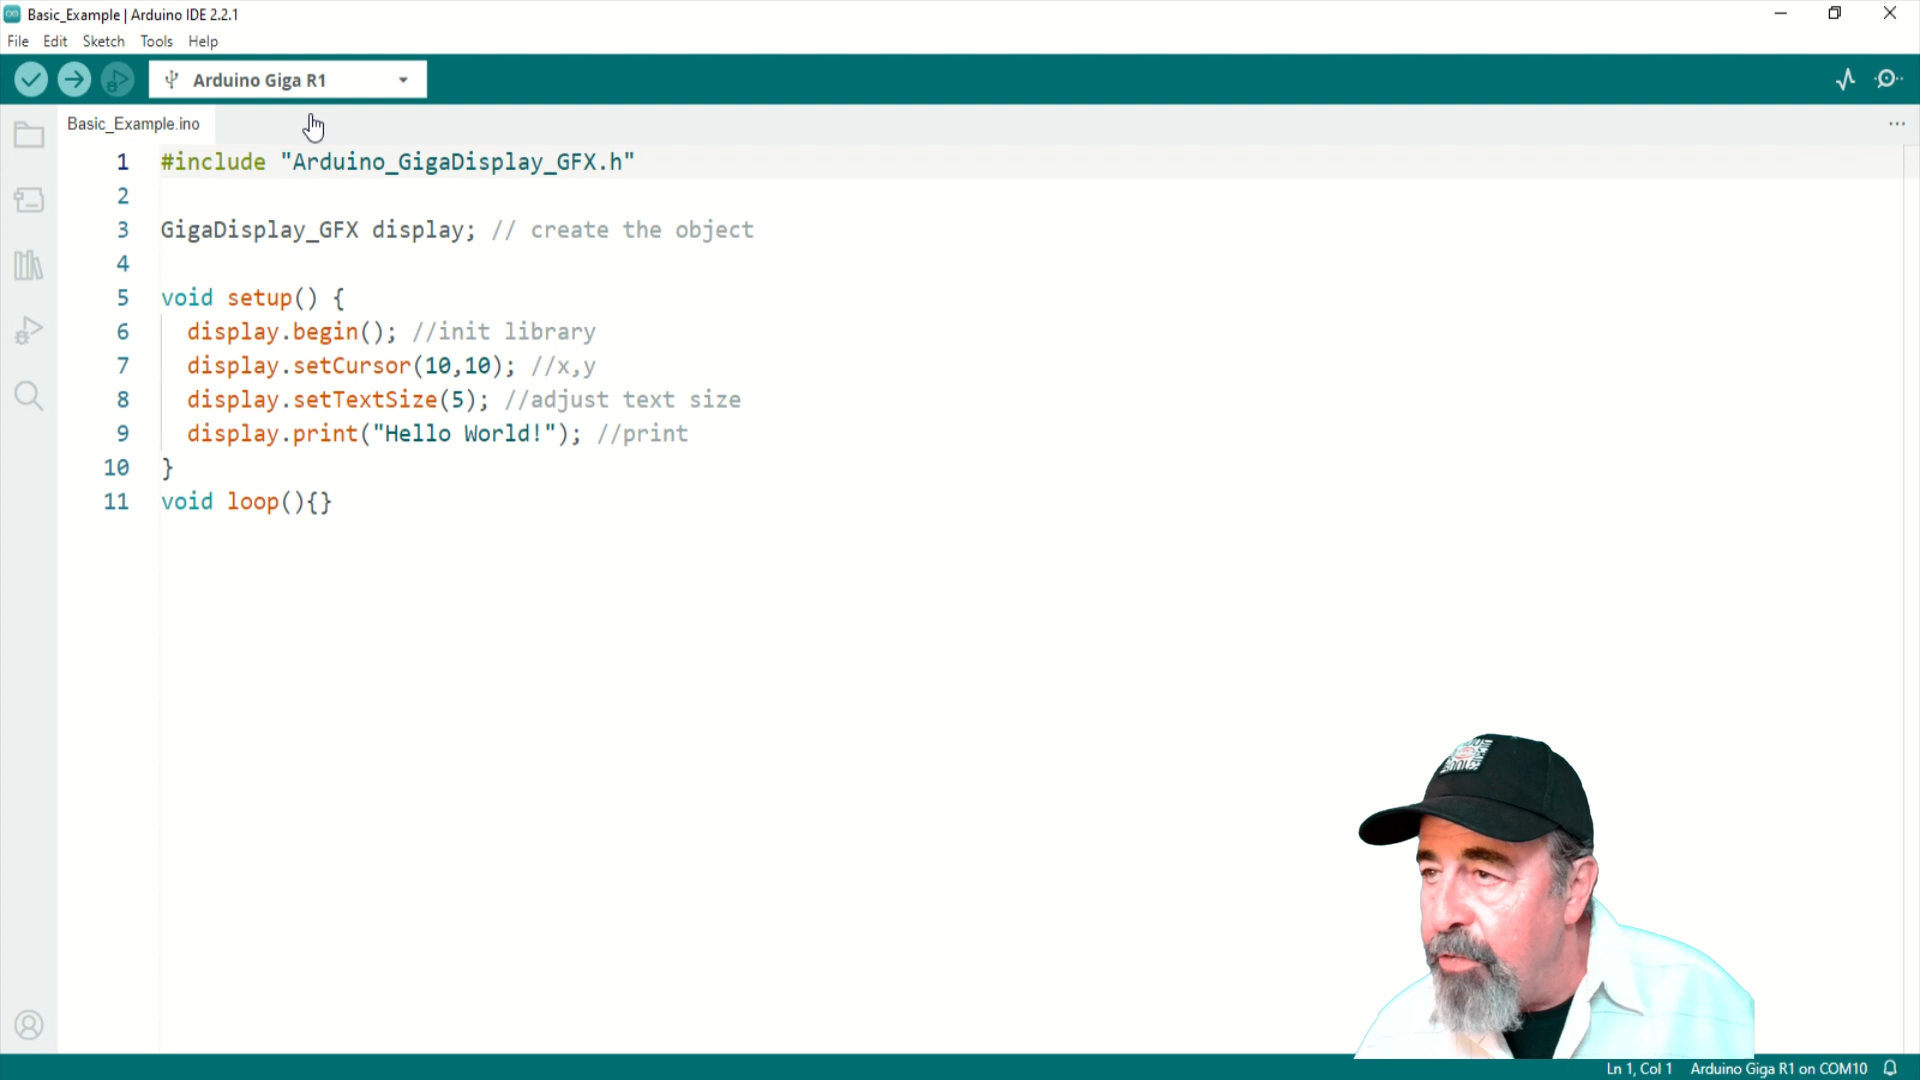 Basic_Example | Arduino IDE 2.2.1
File Edit Sketch Tools Help
Arduino Giga R1
Basic_Example.ino
1 #include "Arduino_GigaDisplay_GFX.h"
2
3 GigaDisplay_GFX display; // create the object
4
5 void setup() {
6 display.begin(); //init library
7 display.setCursor(10,10); //x,y
8 display.setTextSize(5); //adjust text size
9 display.print("Hello World!"); //print
10 }
11 void loop(){}
Ln 1, Col 1 Arduino Giga R1 on COM10